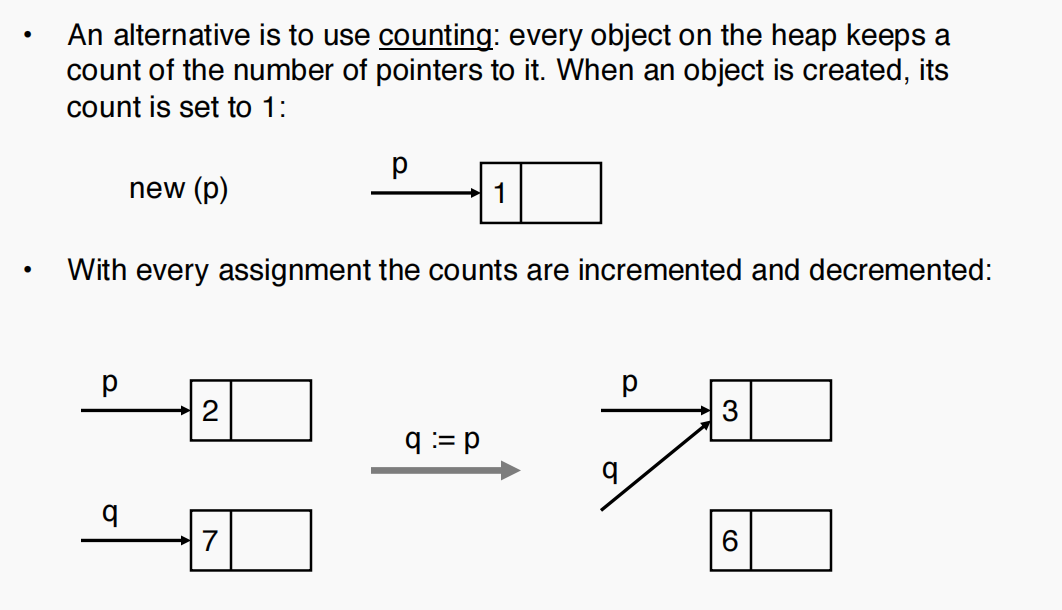 • An alternative is to use counting: every object on the heap keeps a
count of the number of pointers to it. When an object is created, its
count is set to 1:
new (p)
p
1
• With every assignment the counts are incremented and decremented:
p
2
q := p
q
7
p
3
q
6